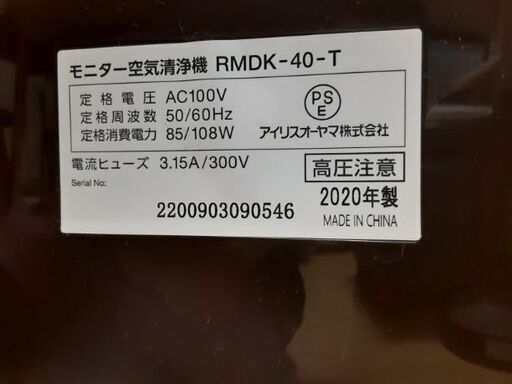 モニター空気清浄機 RMDK-40-T
定格電圧 AC100V
定格周波数 50/60Hz
定格消費電力 85/108W
PSE
アイリスオーヤマ株式会社
電流ヒューズ 3.15A/300V
高圧注意
Serial No:
2200903090546
2020年製
MADE IN CHINA